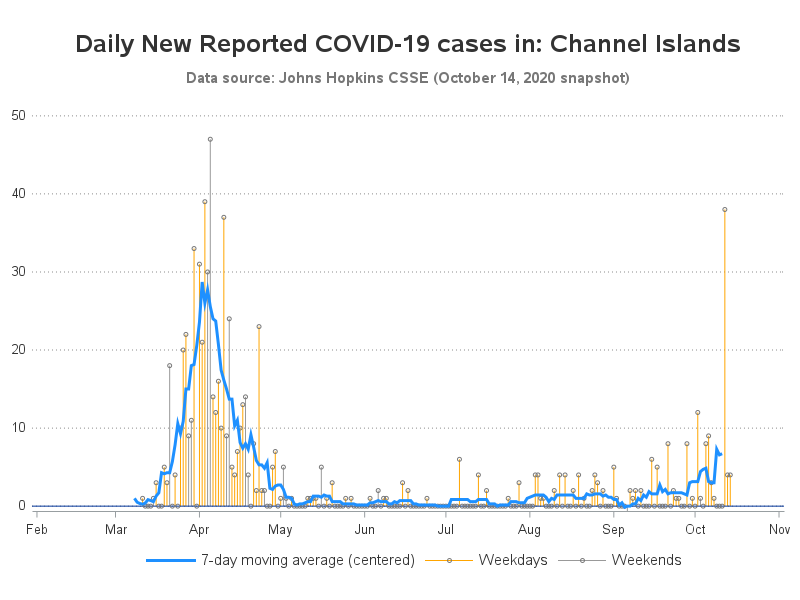 Daily New Reported COVID-19 cases in: Channel Islands
Data source: Johns Hopkins CSSE (October 14, 2020 snapshot)
50
40
30
20
10
0
Feb Mar Apr May Jun Jul Aug Sep Oct Nov
7-day moving average (centered) Weekdays Weekends